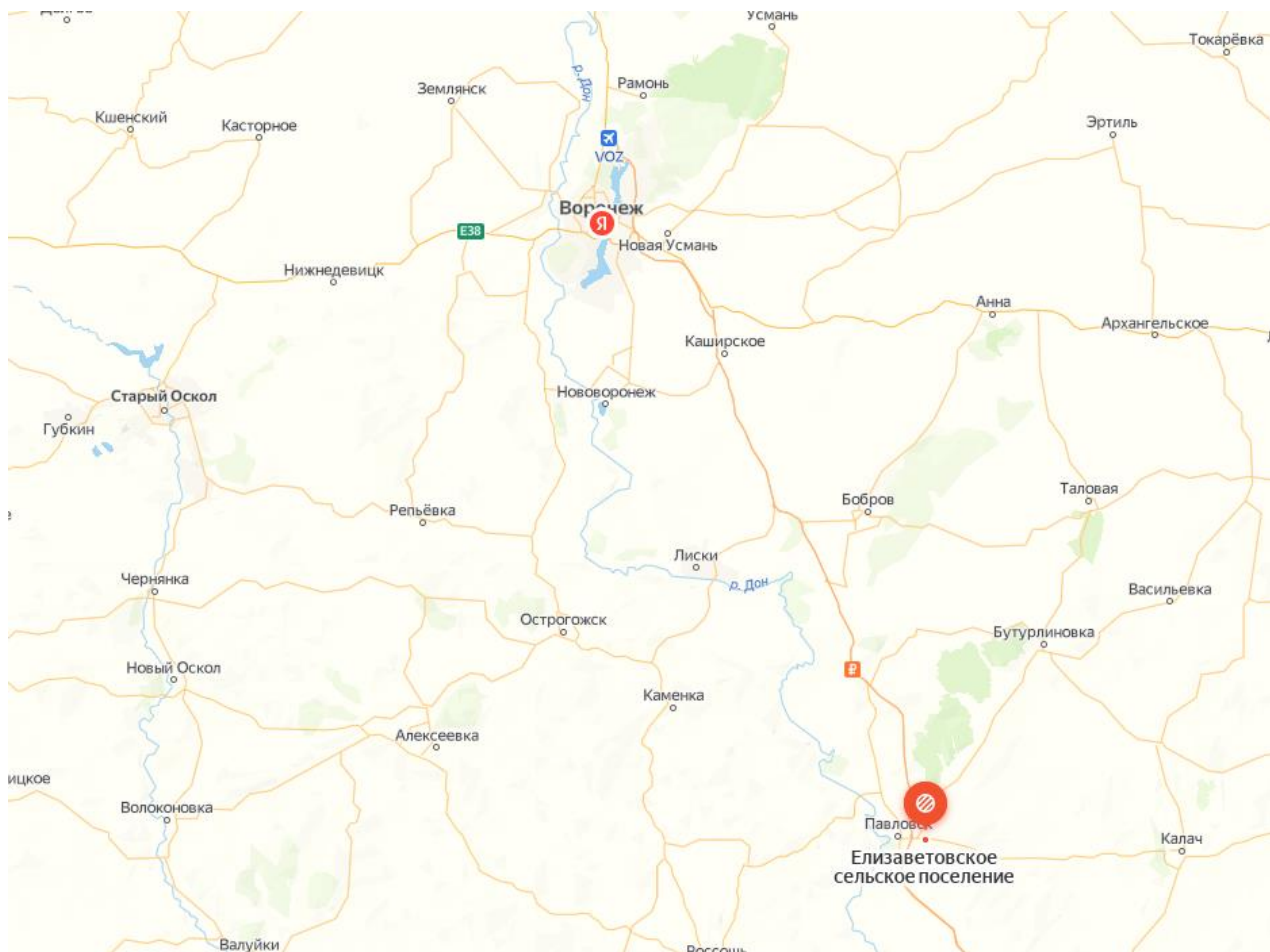 Усмань
Токарёвка
р. Дон
Рамонь
Землянск
Кшенский
Касторное
Эртиль
VOZ
Воронеж
Я
E38
Новая Усмань
Нижнедевицк
Анна
Архангельское
Каширское
Старый Оскол
Нововоронеж
Губкин
Бобров
Таловая
Репьёвка
Лиски
р. Дон
Чернянка
Васильевка
Острогожск
Бутурлиновка
Новый Оскол
₽
Каменка
Алексеевка
ицкое
Волоконовка
Павловск
Калач
Елизаветовское
сельское поселение
Валуйки
Россошь